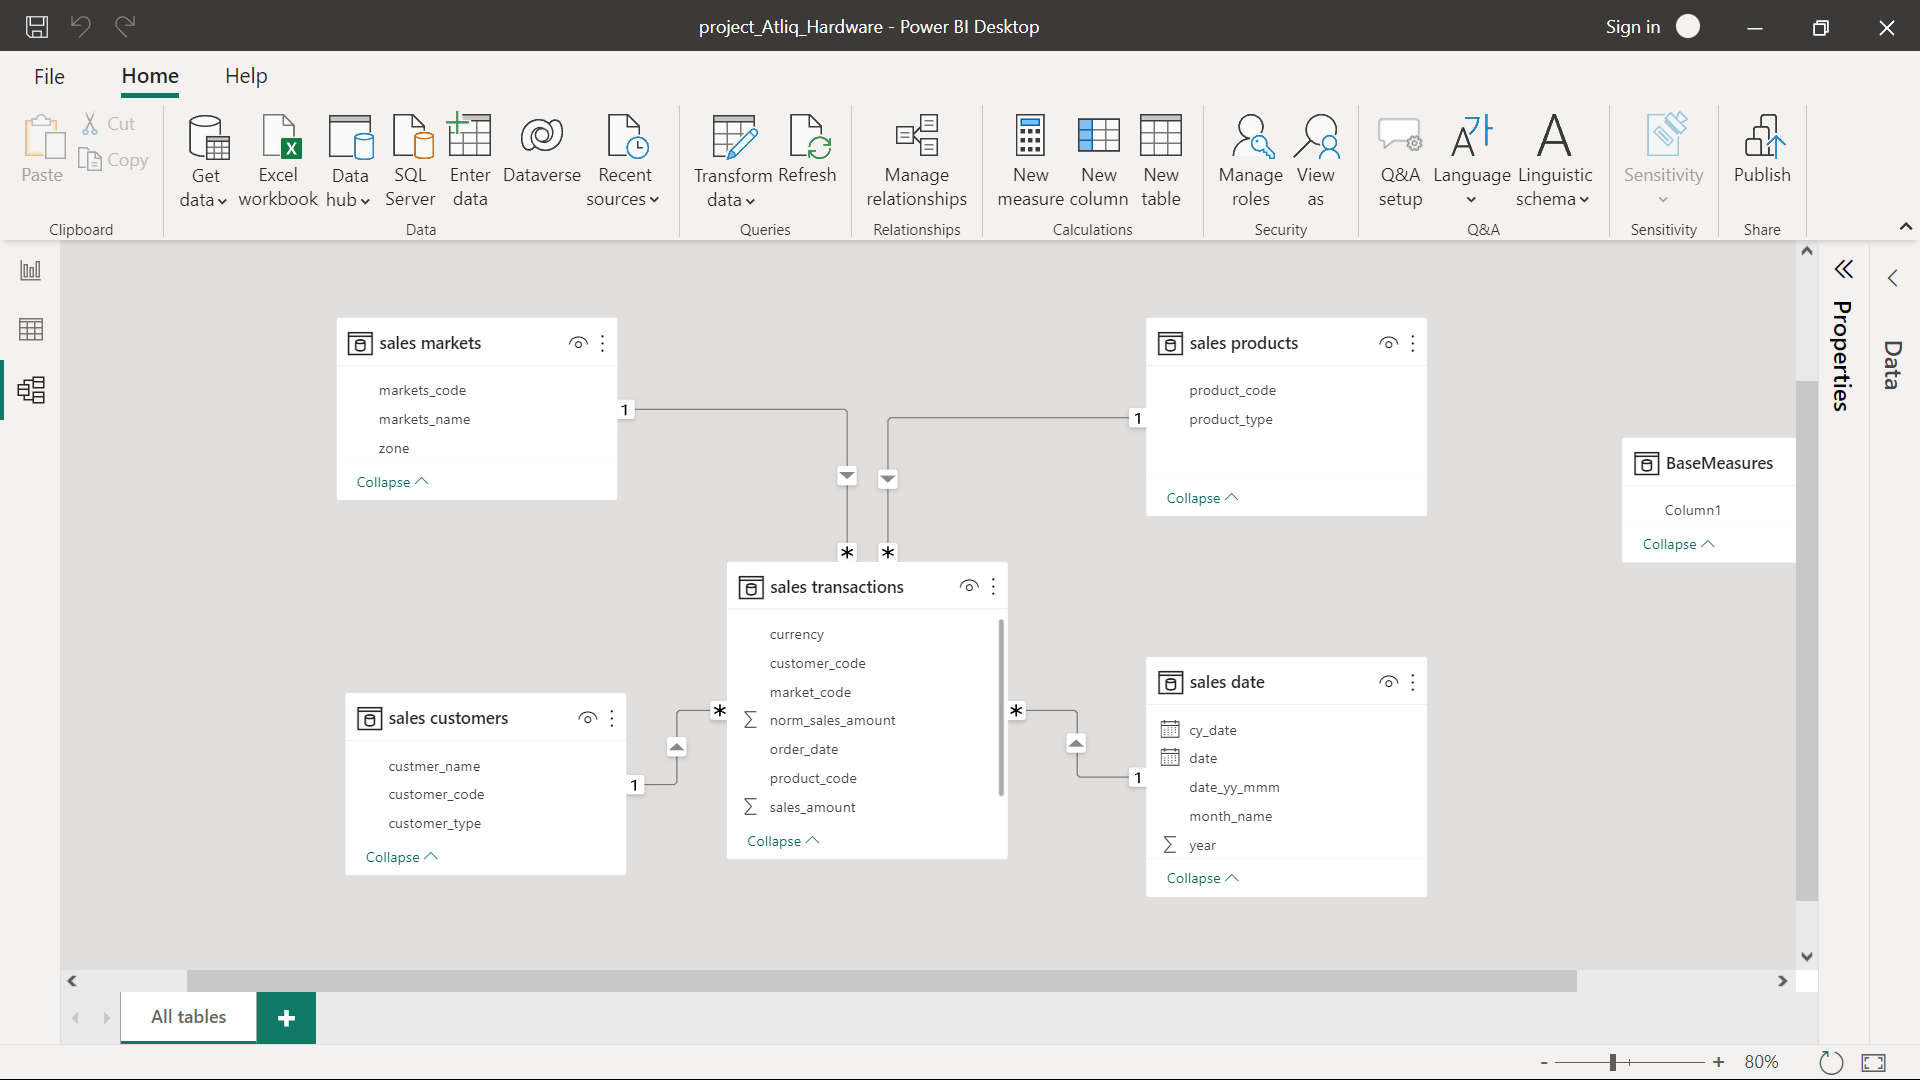 project_Atliq_Hardware - Power BI Desktop
Sign in
File
Home
Help
Paste
Cut
Copy
Clipboard
Get data
Excel workbook
Data hub
SQL Server
Enter data
Dataverse
Recent sources
Data
Transform data
Refresh
Queries
Manage relationships
Relationships
New measure
New column
New table
Calculations
Manage roles
View as
Security
Q&A setup
Language
Linguistic schema
Q&A
Sensitivity
Sensitivity
Publish
Share
sales markets
markets_code
markets_name
zone
Collapse
1
*
sales products
product_code
product_type
Collapse
1
*
BaseMeasures
Column1
Collapse
sales transactions
currency
customer_code
market_code
norm_sales_amount
order_date
product_code
sales_amount
Collapse
sales customers
custmer_name
customer_code
customer_type
Collapse
1
*
sales date
cy_date
date
date_yy_mmm
month_name
year
Collapse
1
*
Properties
Data
All tables
+
- + 80%